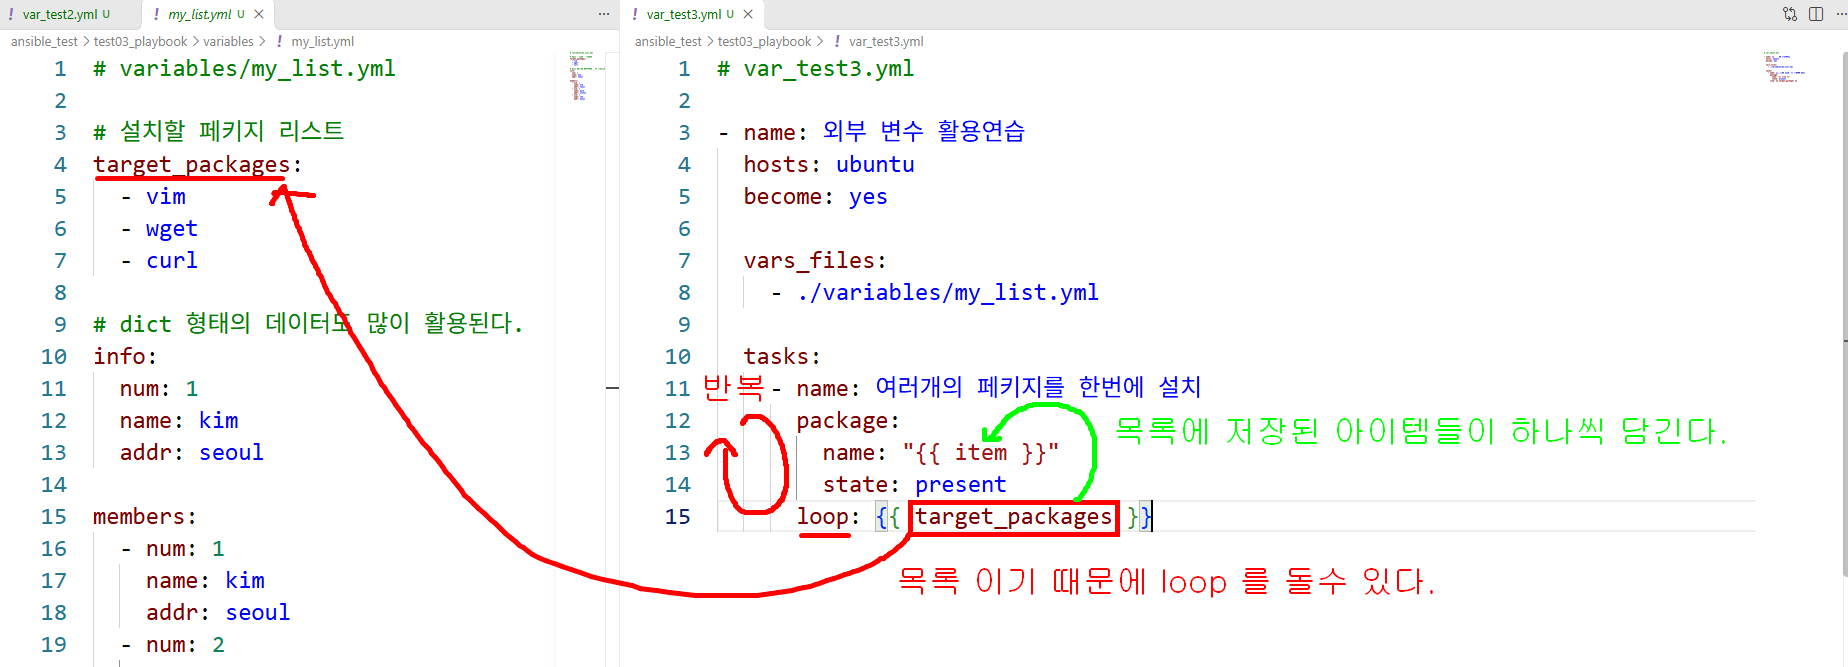 ! var_test2.yml U
! my_list.yml U ×
...
ansible_test > test03_playbook > variables > ! my_list.yml
1 # variables/my_list.yml
2
3 # 설치할 페키지 리스트
4 target_packages:
5 - vim
6 - wget
7 - curl
8
9 # dict 형태의 데이터도 많이 활용된다.
10 info:
11 num: 1
12 name: kim
13 addr: seoul
14
15 members:
16 - num: 1
17 name: kim
18 addr: seoul
19 - num: 2
! var_test3.yml U ×
...
ansible_test > test03_playbook > ! var_test3.yml
1 # var_test3.yml
2
3 - name: 외부 변수 활용연습
4 hosts: ubuntu
5 become: yes
6
7 vars_files:
8 - ./variables/my_list.yml
9
10 tasks:
11 - name: 여러개의 페키지를 한번에 설치
12 package:
13 name: "{{ item }}"
14 state: present
15 loop: {{ target_packages }}
반복
목록에 저장된 아이템들이 하나씩 담긴다.
목록 이기 때문에 loop 를 돌수 있다.